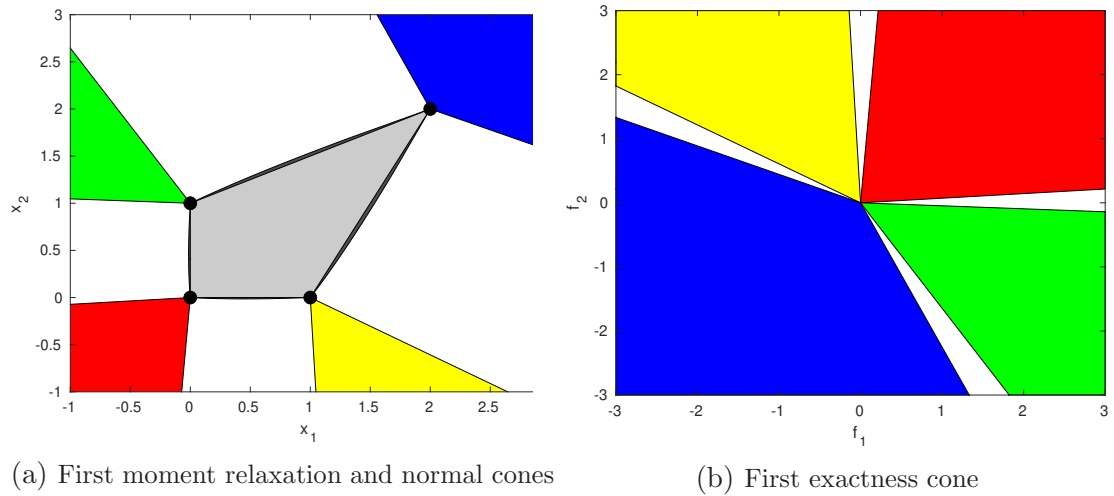 3
2.5
2
1.5
1
0.5
0
-0.5
-1
x2
-1 -0.5 0 0.5 1 1.5 2 2.5
x1
(a) First moment relaxation and normal cones
3
2
1
0
-1
-2
-3
f2
-3 -2 -1 0 1 2 3
f1
(b) First exactness cone